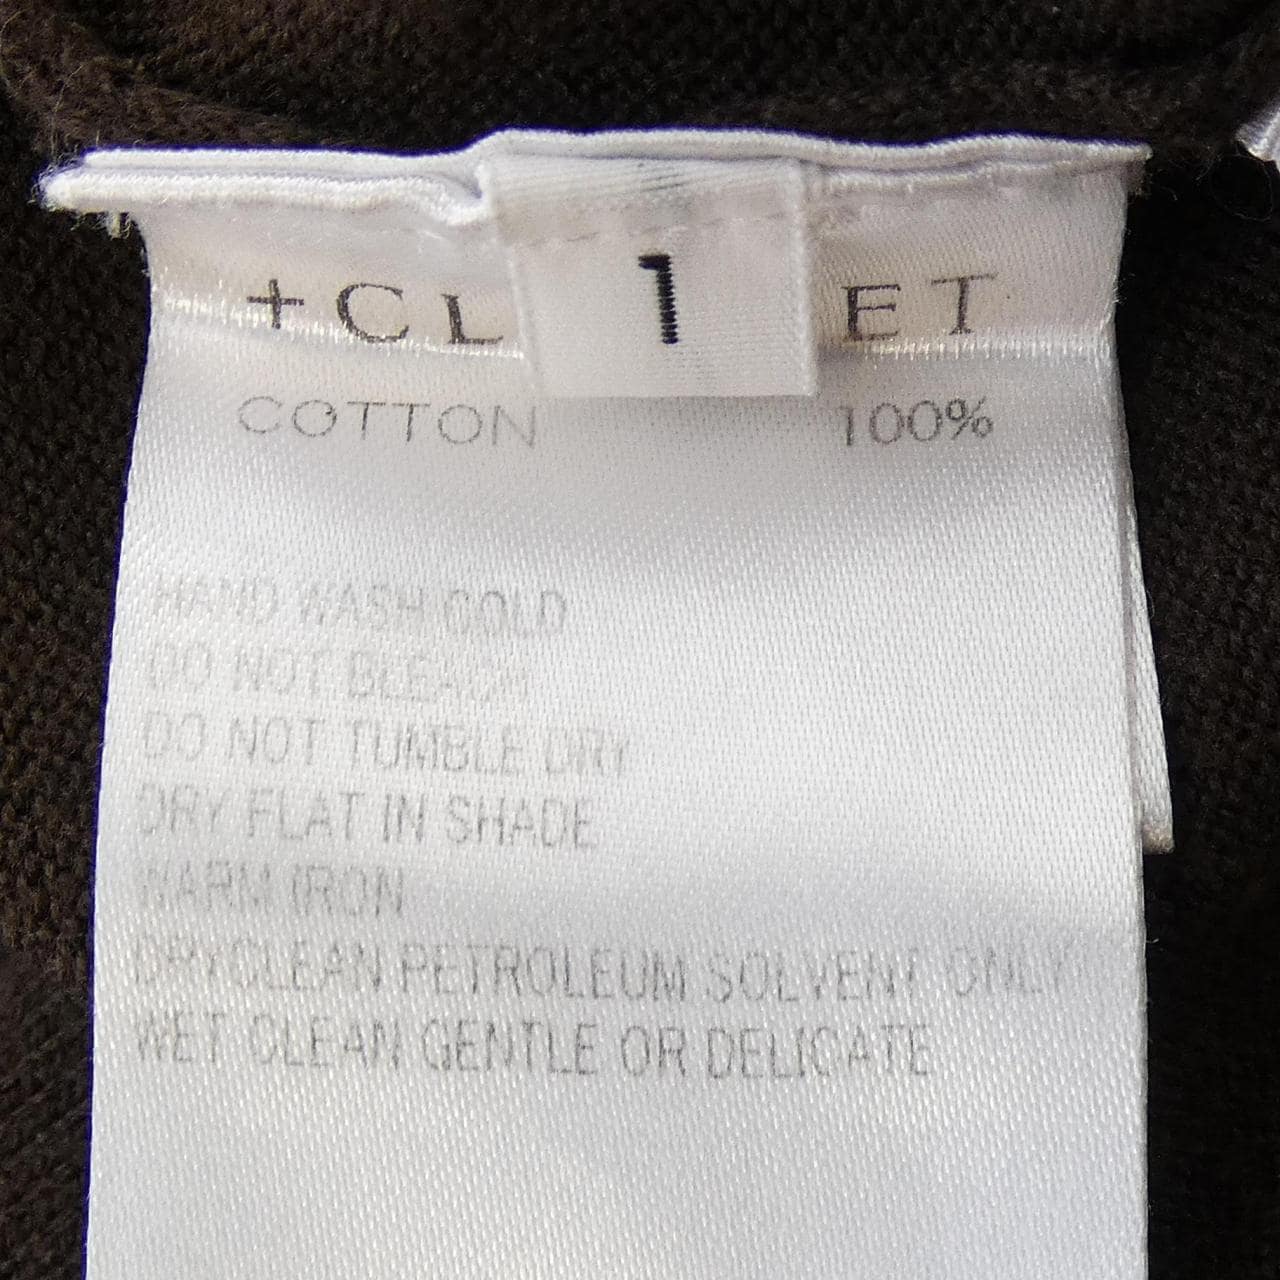 +CL ET
1
COTTON 100%
HAND WASH COLD
DO NOT BLEACH
DO NOT TUMBLE DRY
DRY FLAT IN SHADE
WARM IRON
DRYCLEAN PETROLEUM SOLVENT ONLY
WET CLEAN GENTLE OR DELICATE